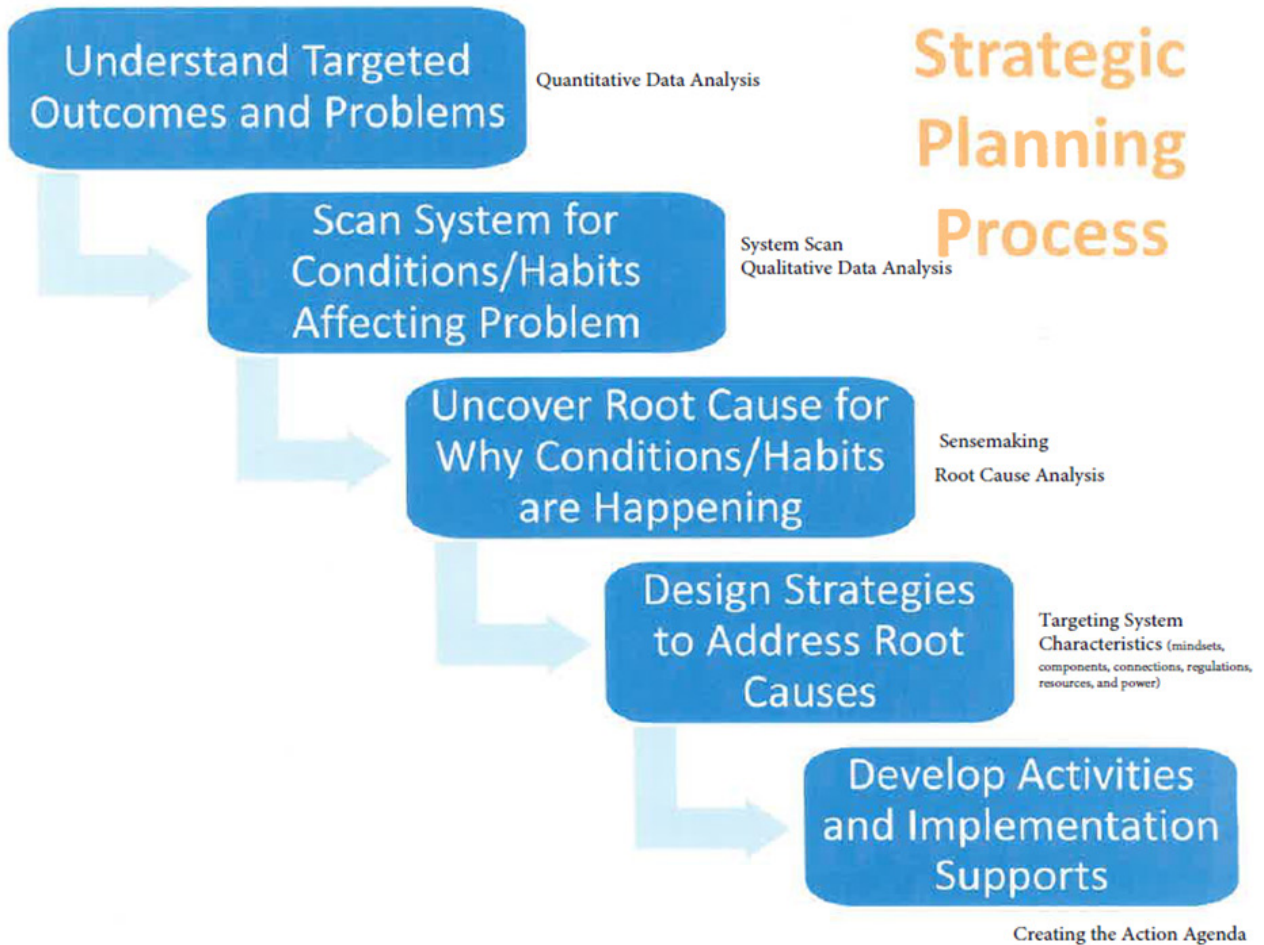 Strategic
Planning
Process
Understand Targeted
Outcomes and Problems
Quantitative Data Analysis
Scan System for
Conditions/Habits
Affecting Problem
System Scan
Qualitative Data Analysis
Uncover Root Cause for
Why Conditions/Habits
are Happening
Sensemaking
Root Cause Analysis
Design Strategies
to Address Root
Causes
Targeting System
Characteristics (mindsets,
components, connections, regulations,
resources, and power)
Develop Activities
and Implementation
Supports
Creating the Action Agenda